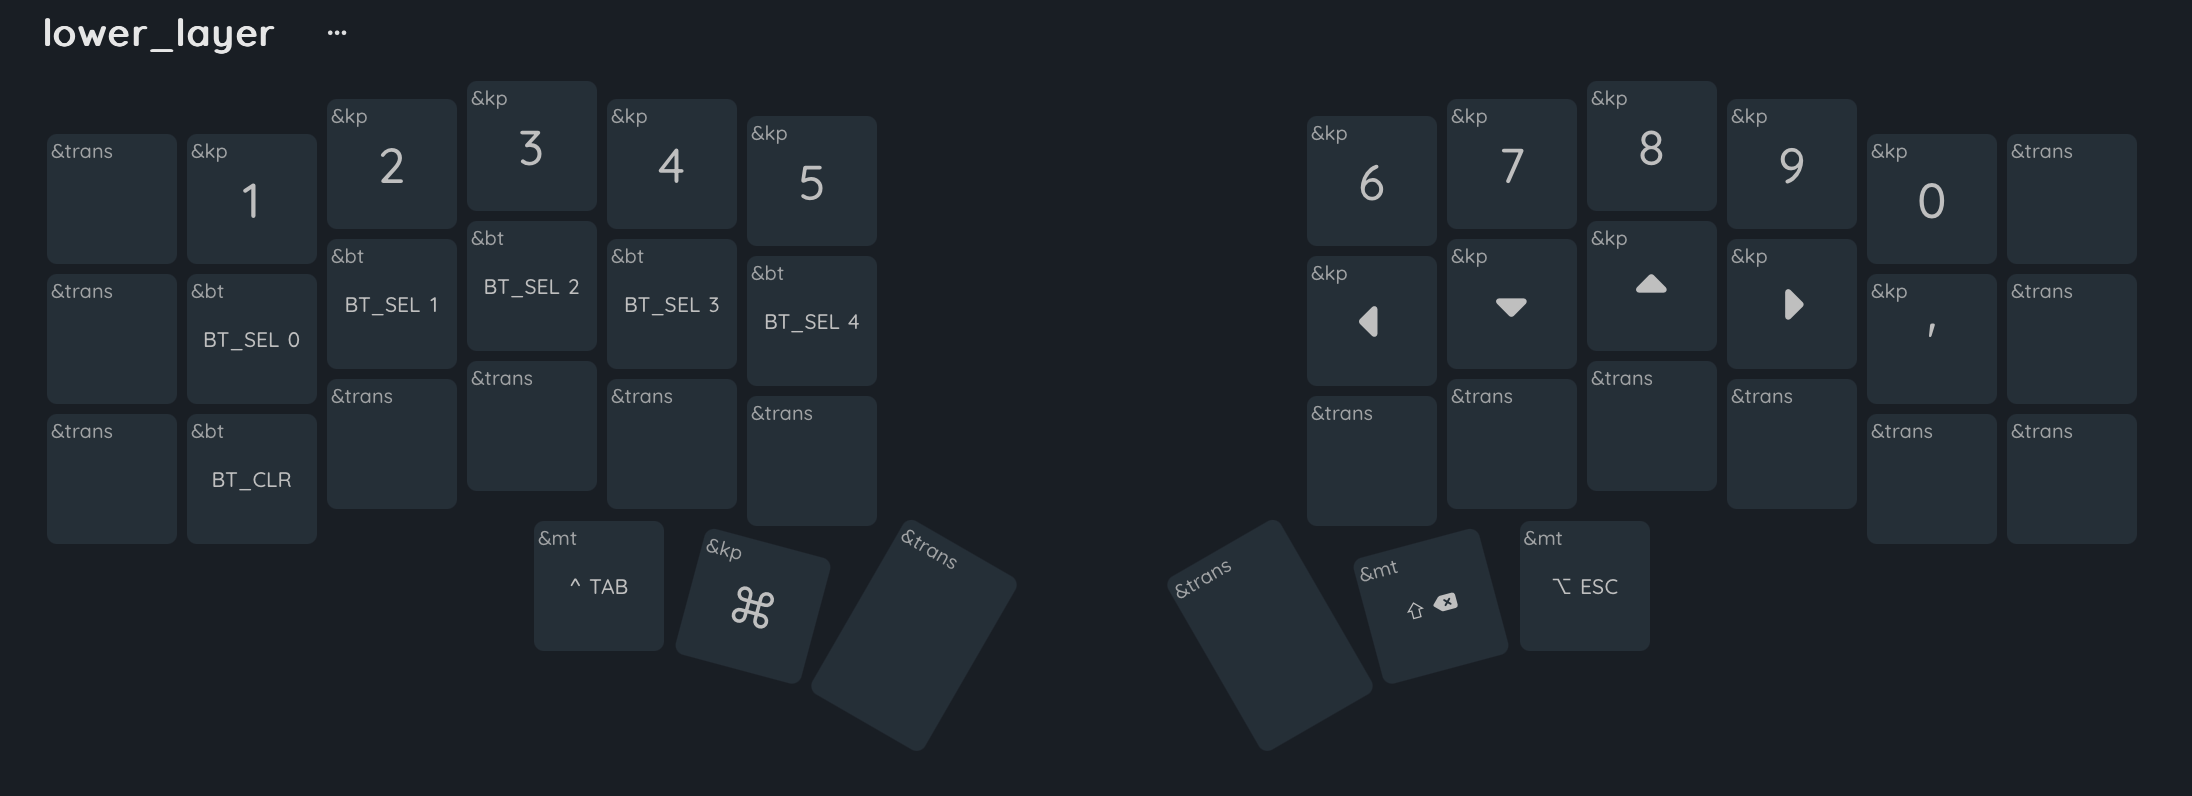 lower_layer ...
&trans &kp &kp &kp &kp &kp &kp &kp &kp &kp &kp &trans
1 2 3 4 5 6 7 8 9 0
&trans &bt &bt &bt &bt &bt &kp &kp &kp &kp &kp &trans
BT_SEL 0 BT_SEL 1 BT_SEL 2 BT_SEL 3 BT_SEL 4 '
&trans &bt &trans &trans &trans &trans &trans &trans &trans &trans &trans &trans
BT_CLR
&mt &kp &trans &trans &mt &mt
^ TAB ⌘ ⇧ ⌫ ⌥ ESC